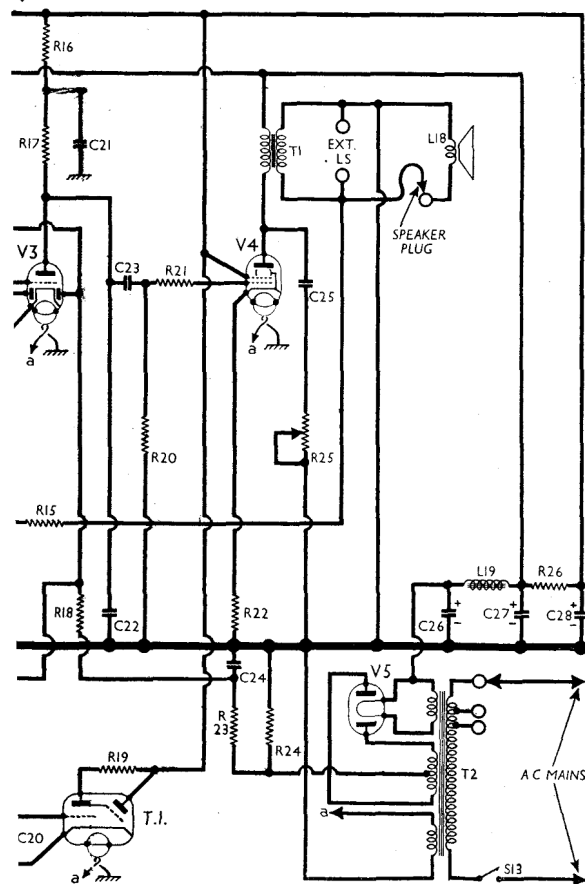 R16
R17
C21
T1
EXT.
LS
L18
SPEAKER
PLUG
V3
V4
C23
R21
C25
a
a
R20
R25
R15
L19
R26
R18
C22
R22
C26
C27
C28
+
−
+
−
+
−
C24
V5
R
23
R24
T2
A C MAINS
R19
a
C20
T.I.
S13
a